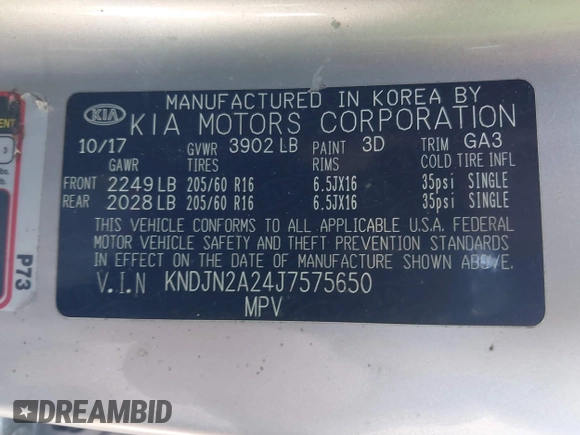 MANUFACTURED IN KOREA BY
KIA KIA MOTORS CORPORATION
10/17 GVWR 3902 LB PAINT 3D TRIM GA3
GAWR TIRES RIMS COLD TIRE INFL
FRONT 2249 LB 205/60 R16 6.5JX16 35psi SINGLE
REAR 2028 LB 205/60 R16 6.5JX16 35psi SINGLE
THIS VEHICLE CONFORMS TO ALL APPLICABLE U.S.A. FEDERAL
MOTOR VEHICLE SAFETY AND THEFT PREVENTION STANDARDS
IN EFFECT ON THE DATE OF MANUFACTURE SHOWN ABOVE.
V.I.N KNDJN2A24J7575650
MPV
P73
3
DREAMBID